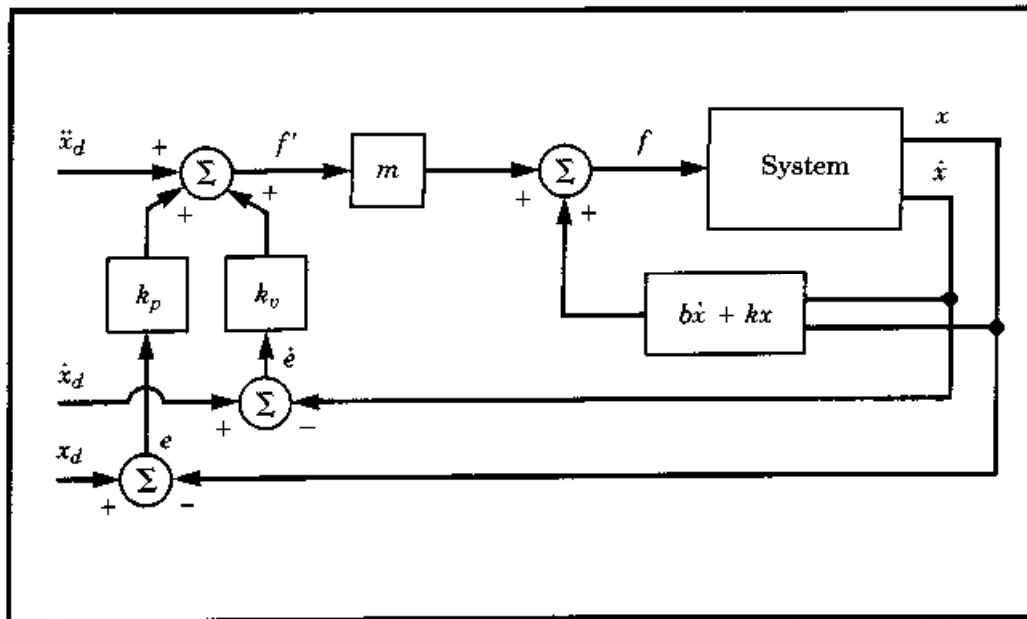 x
ẍ_d + f' f ẋ
Σ m Σ System
+ + + +
k_p k_v bẋ + kx
ė
ẋ_d
Σ
+ −
e
x_d
Σ
+ −